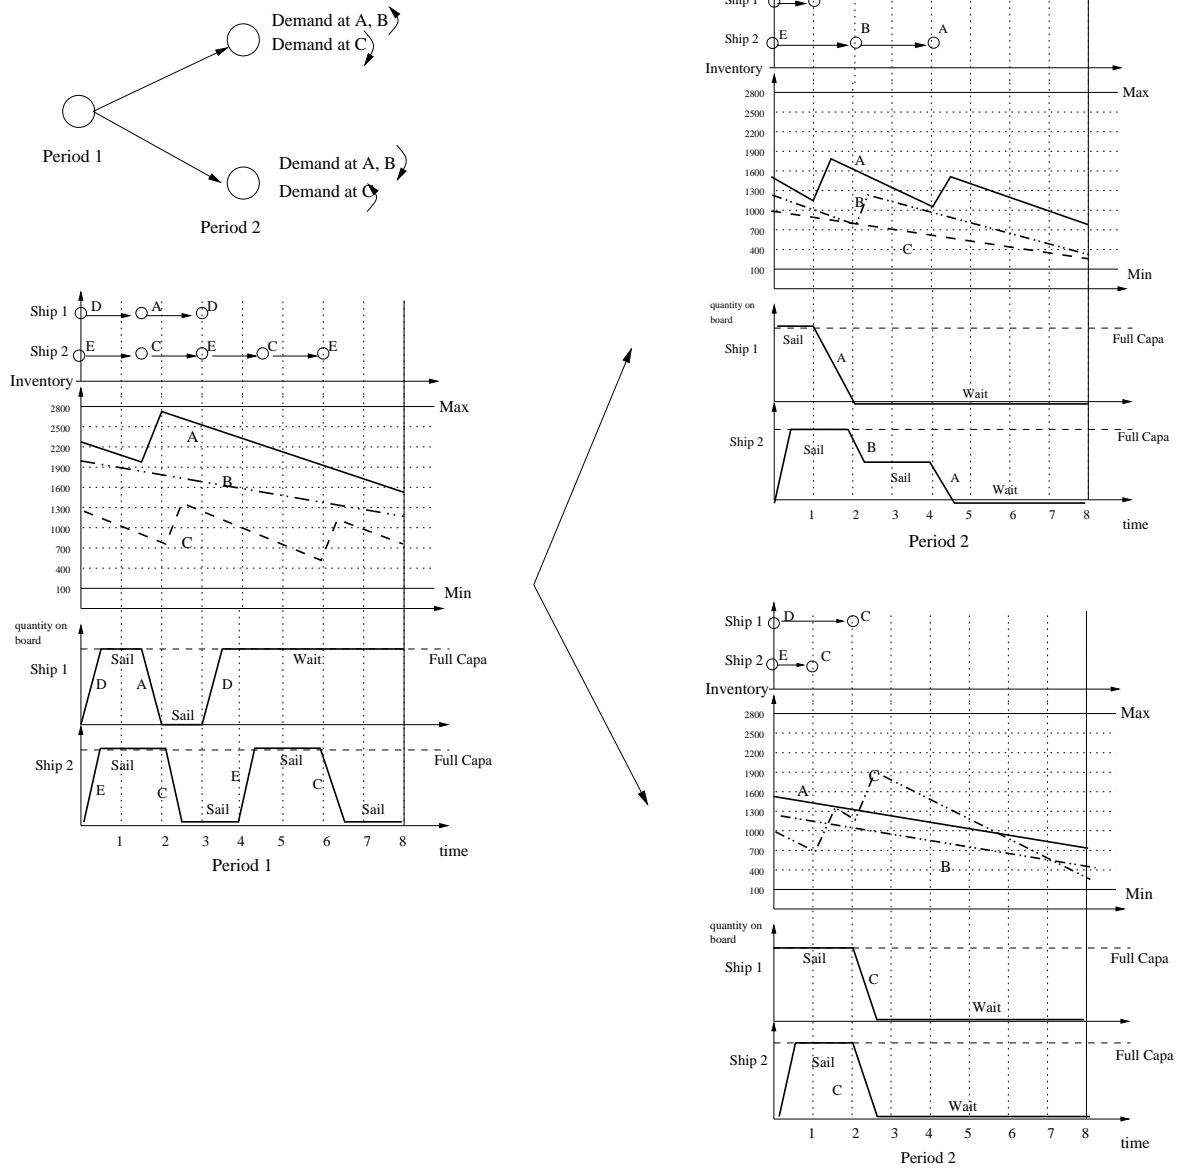 Demand at A, B
Demand at C
Period 1
Demand at A, B
Demand at C
Period 2
Ship 1 D A D
Ship 2 E C E C E
Inventory
2800 Max
2500
2200
1900
1600
1300
1000
700
400
100 Min
A
B
C
quantity on
board
Ship 1 Sail Wait Full Capa
D A D
Sail
Ship 2 Sail Sail Full Capa
E C E C
Sail Sail
1 2 3 4 5 6 7 8 time
Period 1
Ship 1
Ship 2 E B A
Inventory
2800 Max
2500
2200
1900
1600
1300
1000
700
400
100 Min
A
B
C
quantity on
board
Ship 1 Sail Full Capa
A
Wait
Ship 2 Full Capa
Sail B
Sail A
Wait
1 2 3 4 5 6 7 8 time
Period 2
Ship 1 D C
Ship 2 E C
Inventory
2800 Max
2500
2200
1900
1600
1300
1000
700
400
100 Min
C
A
B
quantity on
board
Ship 1 Sail Full Capa
C
Wait
Ship 2 Sail Full Capa
C
Wait
1 2 3 4 5 6 7 8 time
Period 2